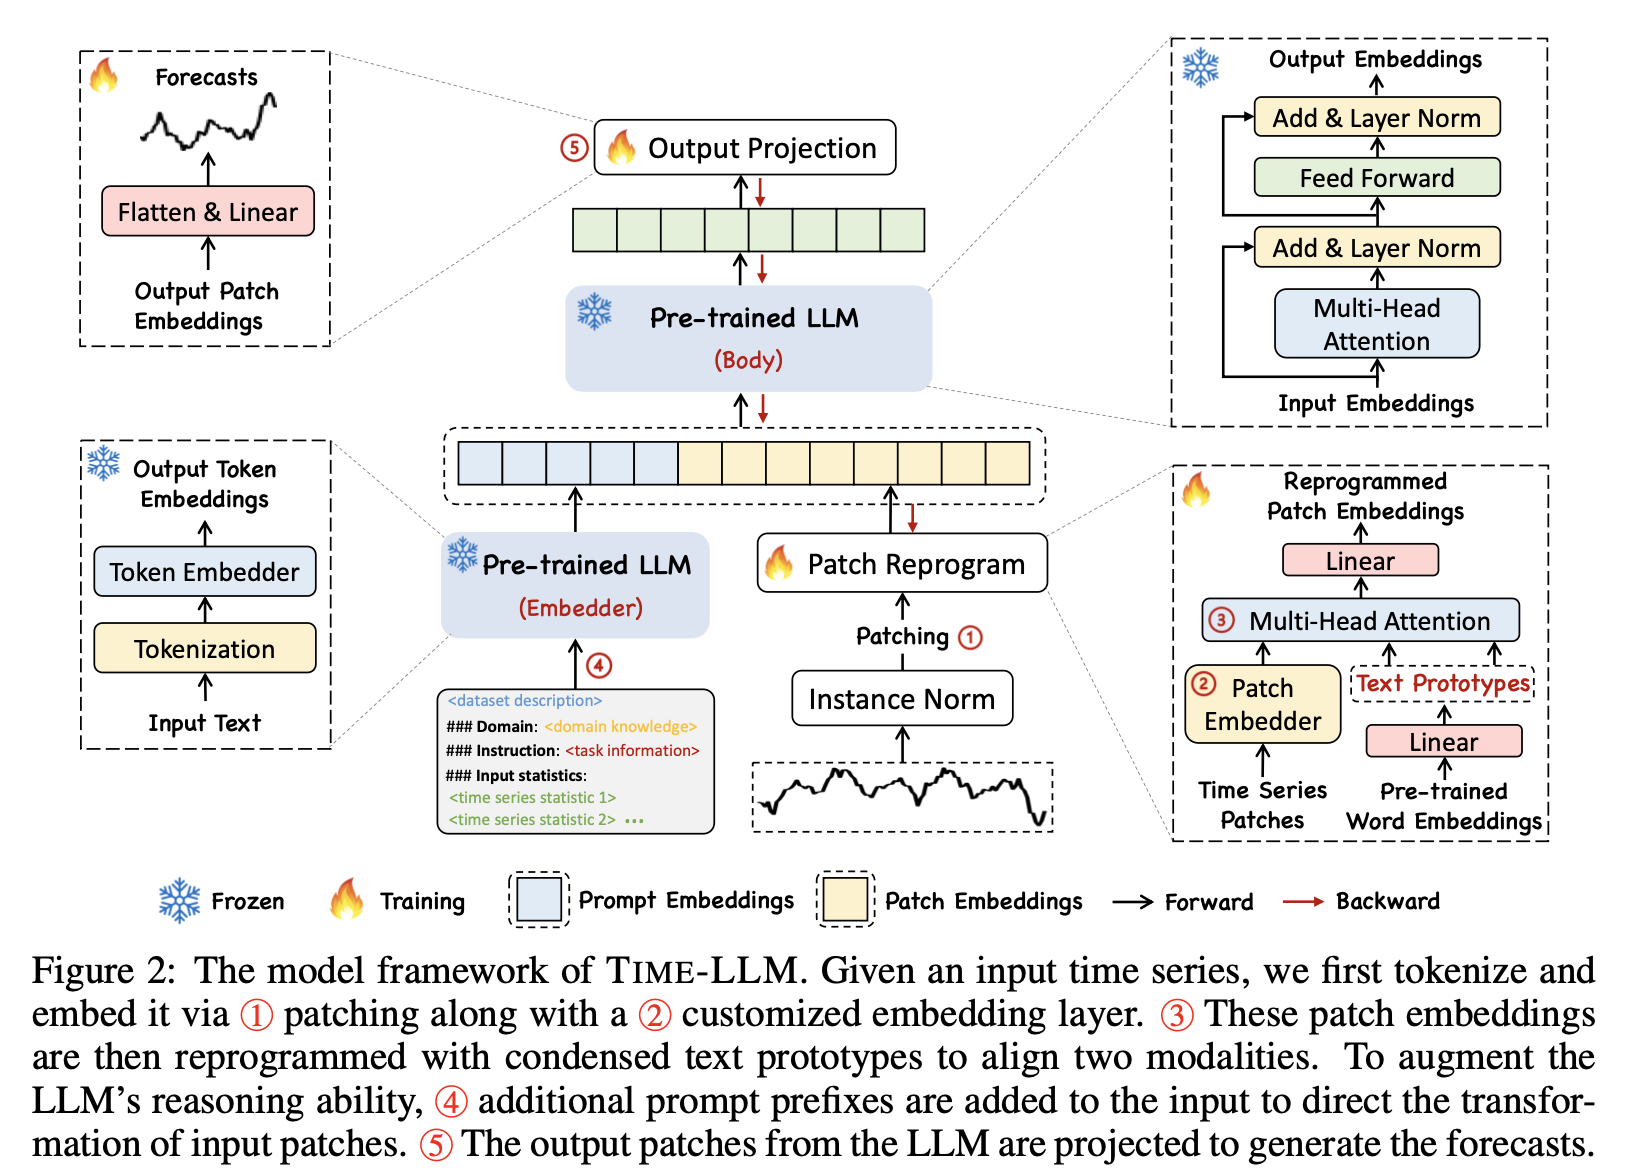 Forecasts
Flatten & Linear
Output Patch
Embeddings
⑤ Output Projection
Pre-trained LLM
(Body)
Output Embeddings
Add & Layer Norm
Feed Forward
Add & Layer Norm
Multi-Head
Attention
Input Embeddings
Output Token
Embeddings
Token Embedder
Tokenization
Input Text
Pre-trained LLM
(Embedder)
④
<dataset description>
### Domain: <domain knowledge>
### Instruction: <task information>
### Input statistics:
<time series statistic 1>
<time series statistic 2> ...
Patch Reprogram
Patching ①
Instance Norm
Reprogrammed
Patch Embeddings
Linear
③ Multi-Head Attention
② Patch
Embedder
Text Prototypes
Linear
Time Series
Patches
Pre-trained
Word Embeddings
Frozen
Training
Prompt Embeddings
Patch Embeddings
Forward
Backward
Figure 2: The model framework of TIME-LLM. Given an input time series, we first tokenize and
embed it via ① patching along with a ② customized embedding layer. ③ These patch embeddings
are then reprogrammed with condensed text prototypes to align two modalities. To augment the
LLM's reasoning ability, ④ additional prompt prefixes are added to the input to direct the transfor-
mation of input patches. ⑤ The output patches from the LLM are projected to generate the forecasts.